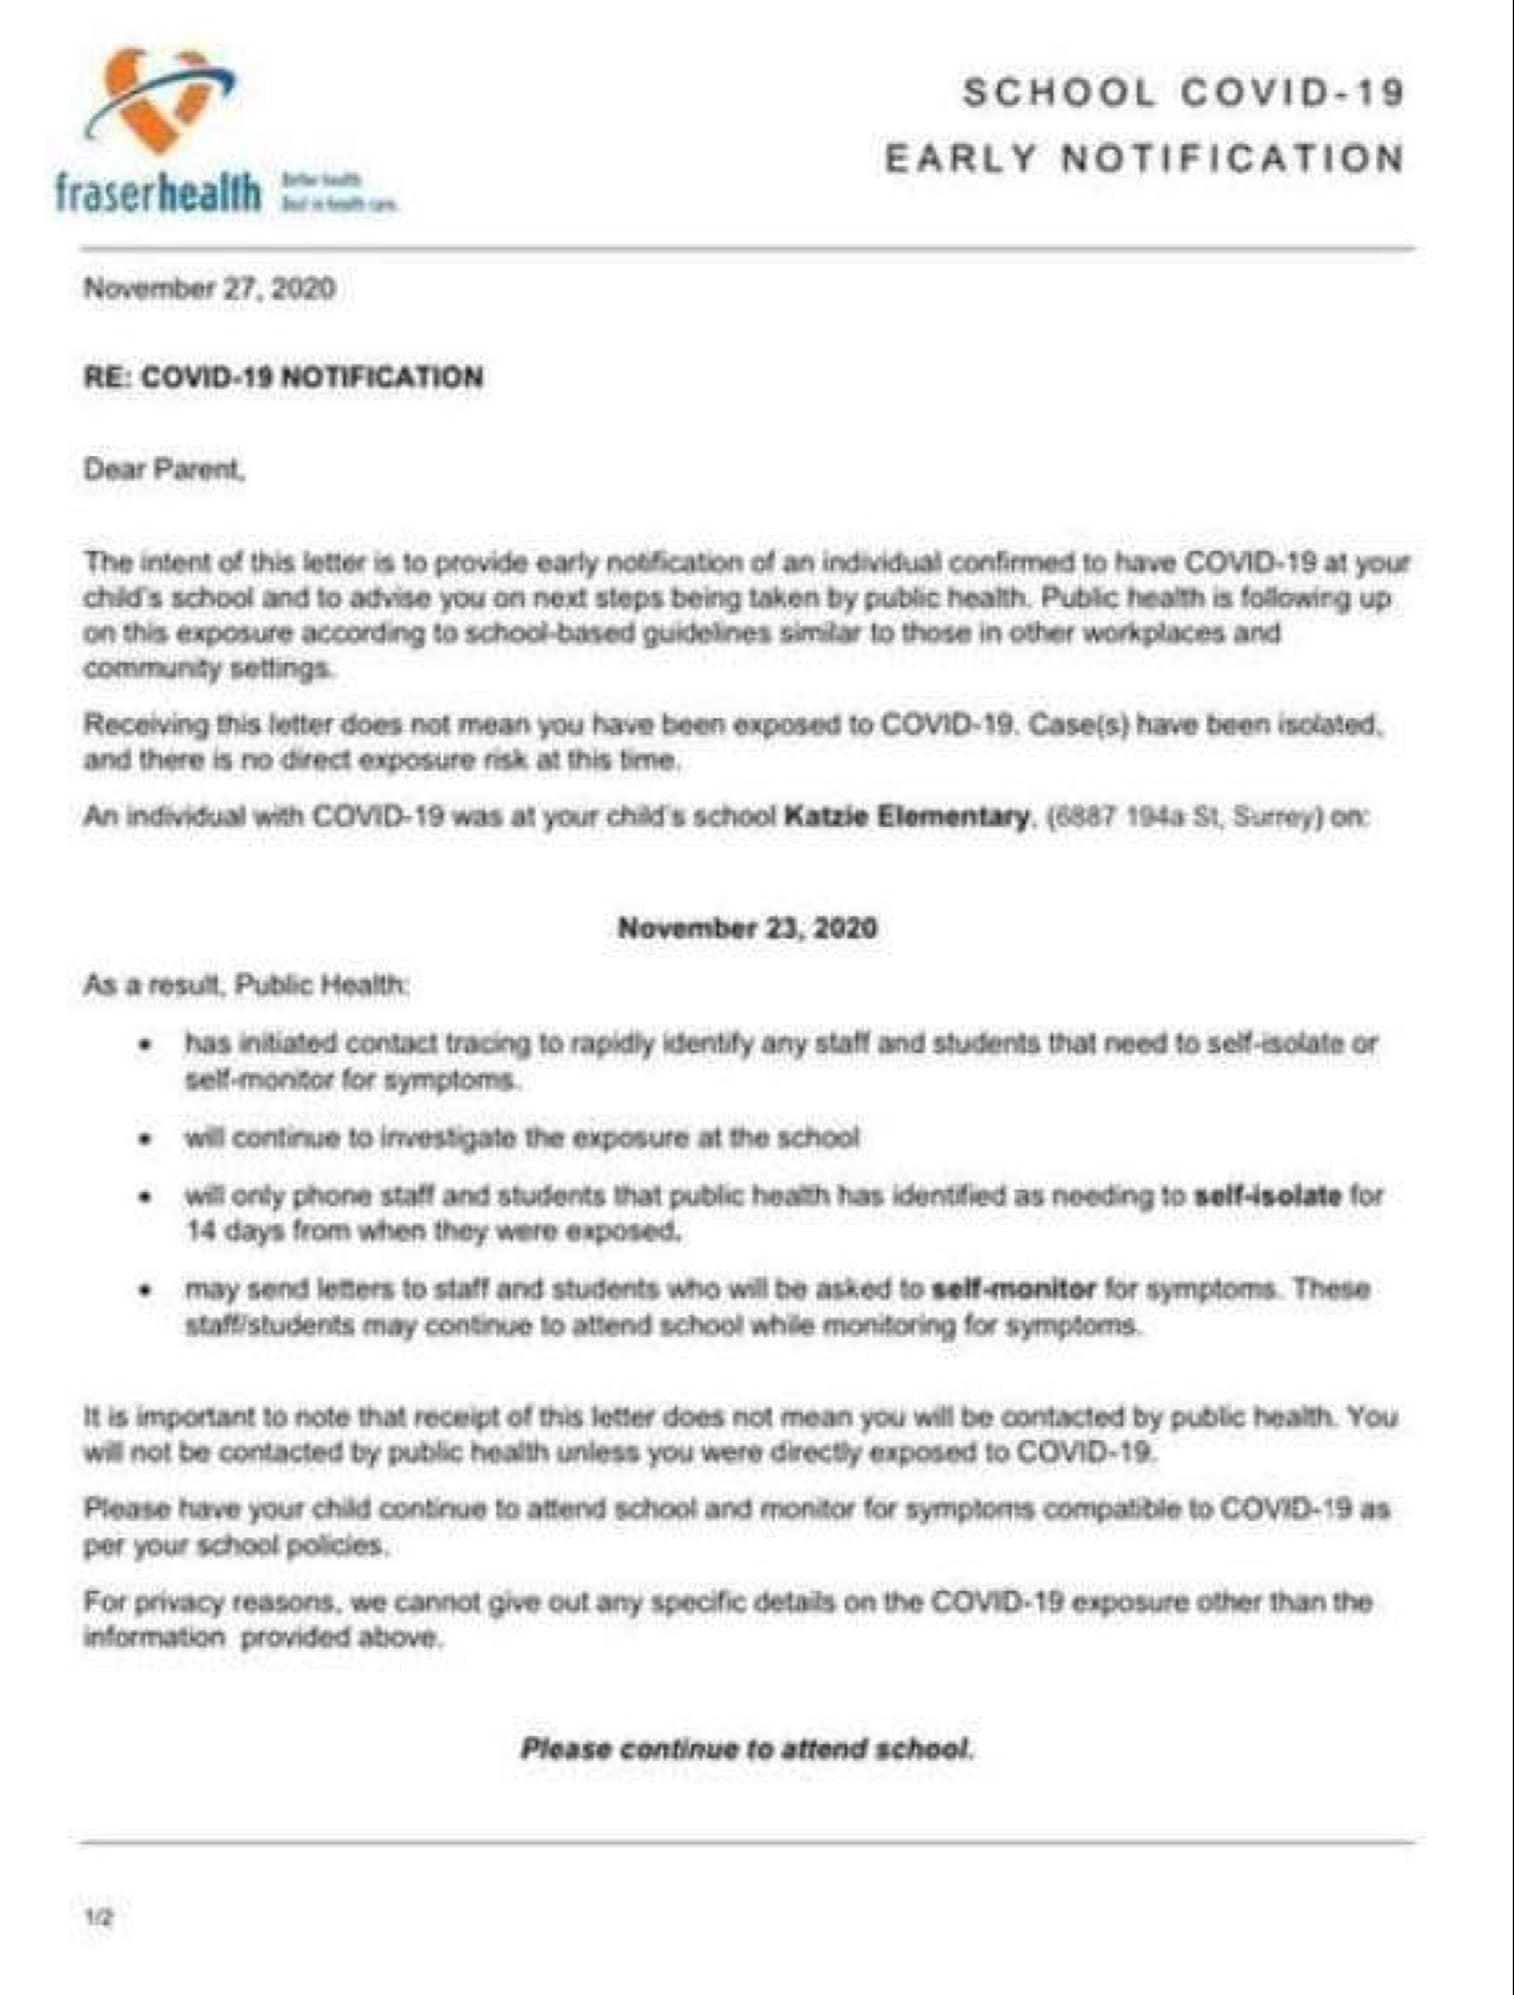 SCHOOL COVID-19
EARLY NOTIFICATION
fraserhealth
Better health.
Best in health care.
November 27, 2020
RE: COVID-19 NOTIFICATION
Dear Parent,
The intent of this letter is to provide early notification of an individual confirmed to have COVID-19 at your
child's school and to advise you on next steps being taken by public health. Public health is following up
on this exposure according to school-based guidelines similar to those in other workplaces and
community settings.
Receiving this letter does not mean you have been exposed to COVID-19. Case(s) have been isolated,
and there is no direct exposure risk at this time.
An individual with COVID-19 was at your child's school Katzie Elementary, (6887 194a St, Surrey) on:
November 23, 2020
As a result, Public Health:
• has initiated contact tracing to rapidly identify any staff and students that need to self-isolate or
self-monitor for symptoms.
• will continue to investigate the exposure at the school
• will only phone staff and students that public health has identified as needing to self-isolate for
14 days from when they were exposed.
• may send letters to staff and students who will be asked to self-monitor for symptoms. These
staff/students may continue to attend school while monitoring for symptoms.
It is important to note that receipt of this letter does not mean you will be contacted by public health. You
will not be contacted by public health unless you were directly exposed to COVID-19.
Please have your child continue to attend school and monitor for symptoms compatible to COVID-19 as
per your school policies.
For privacy reasons, we cannot give out any specific details on the COVID-19 exposure other than the
information provided above.
Please continue to attend school.
1/2